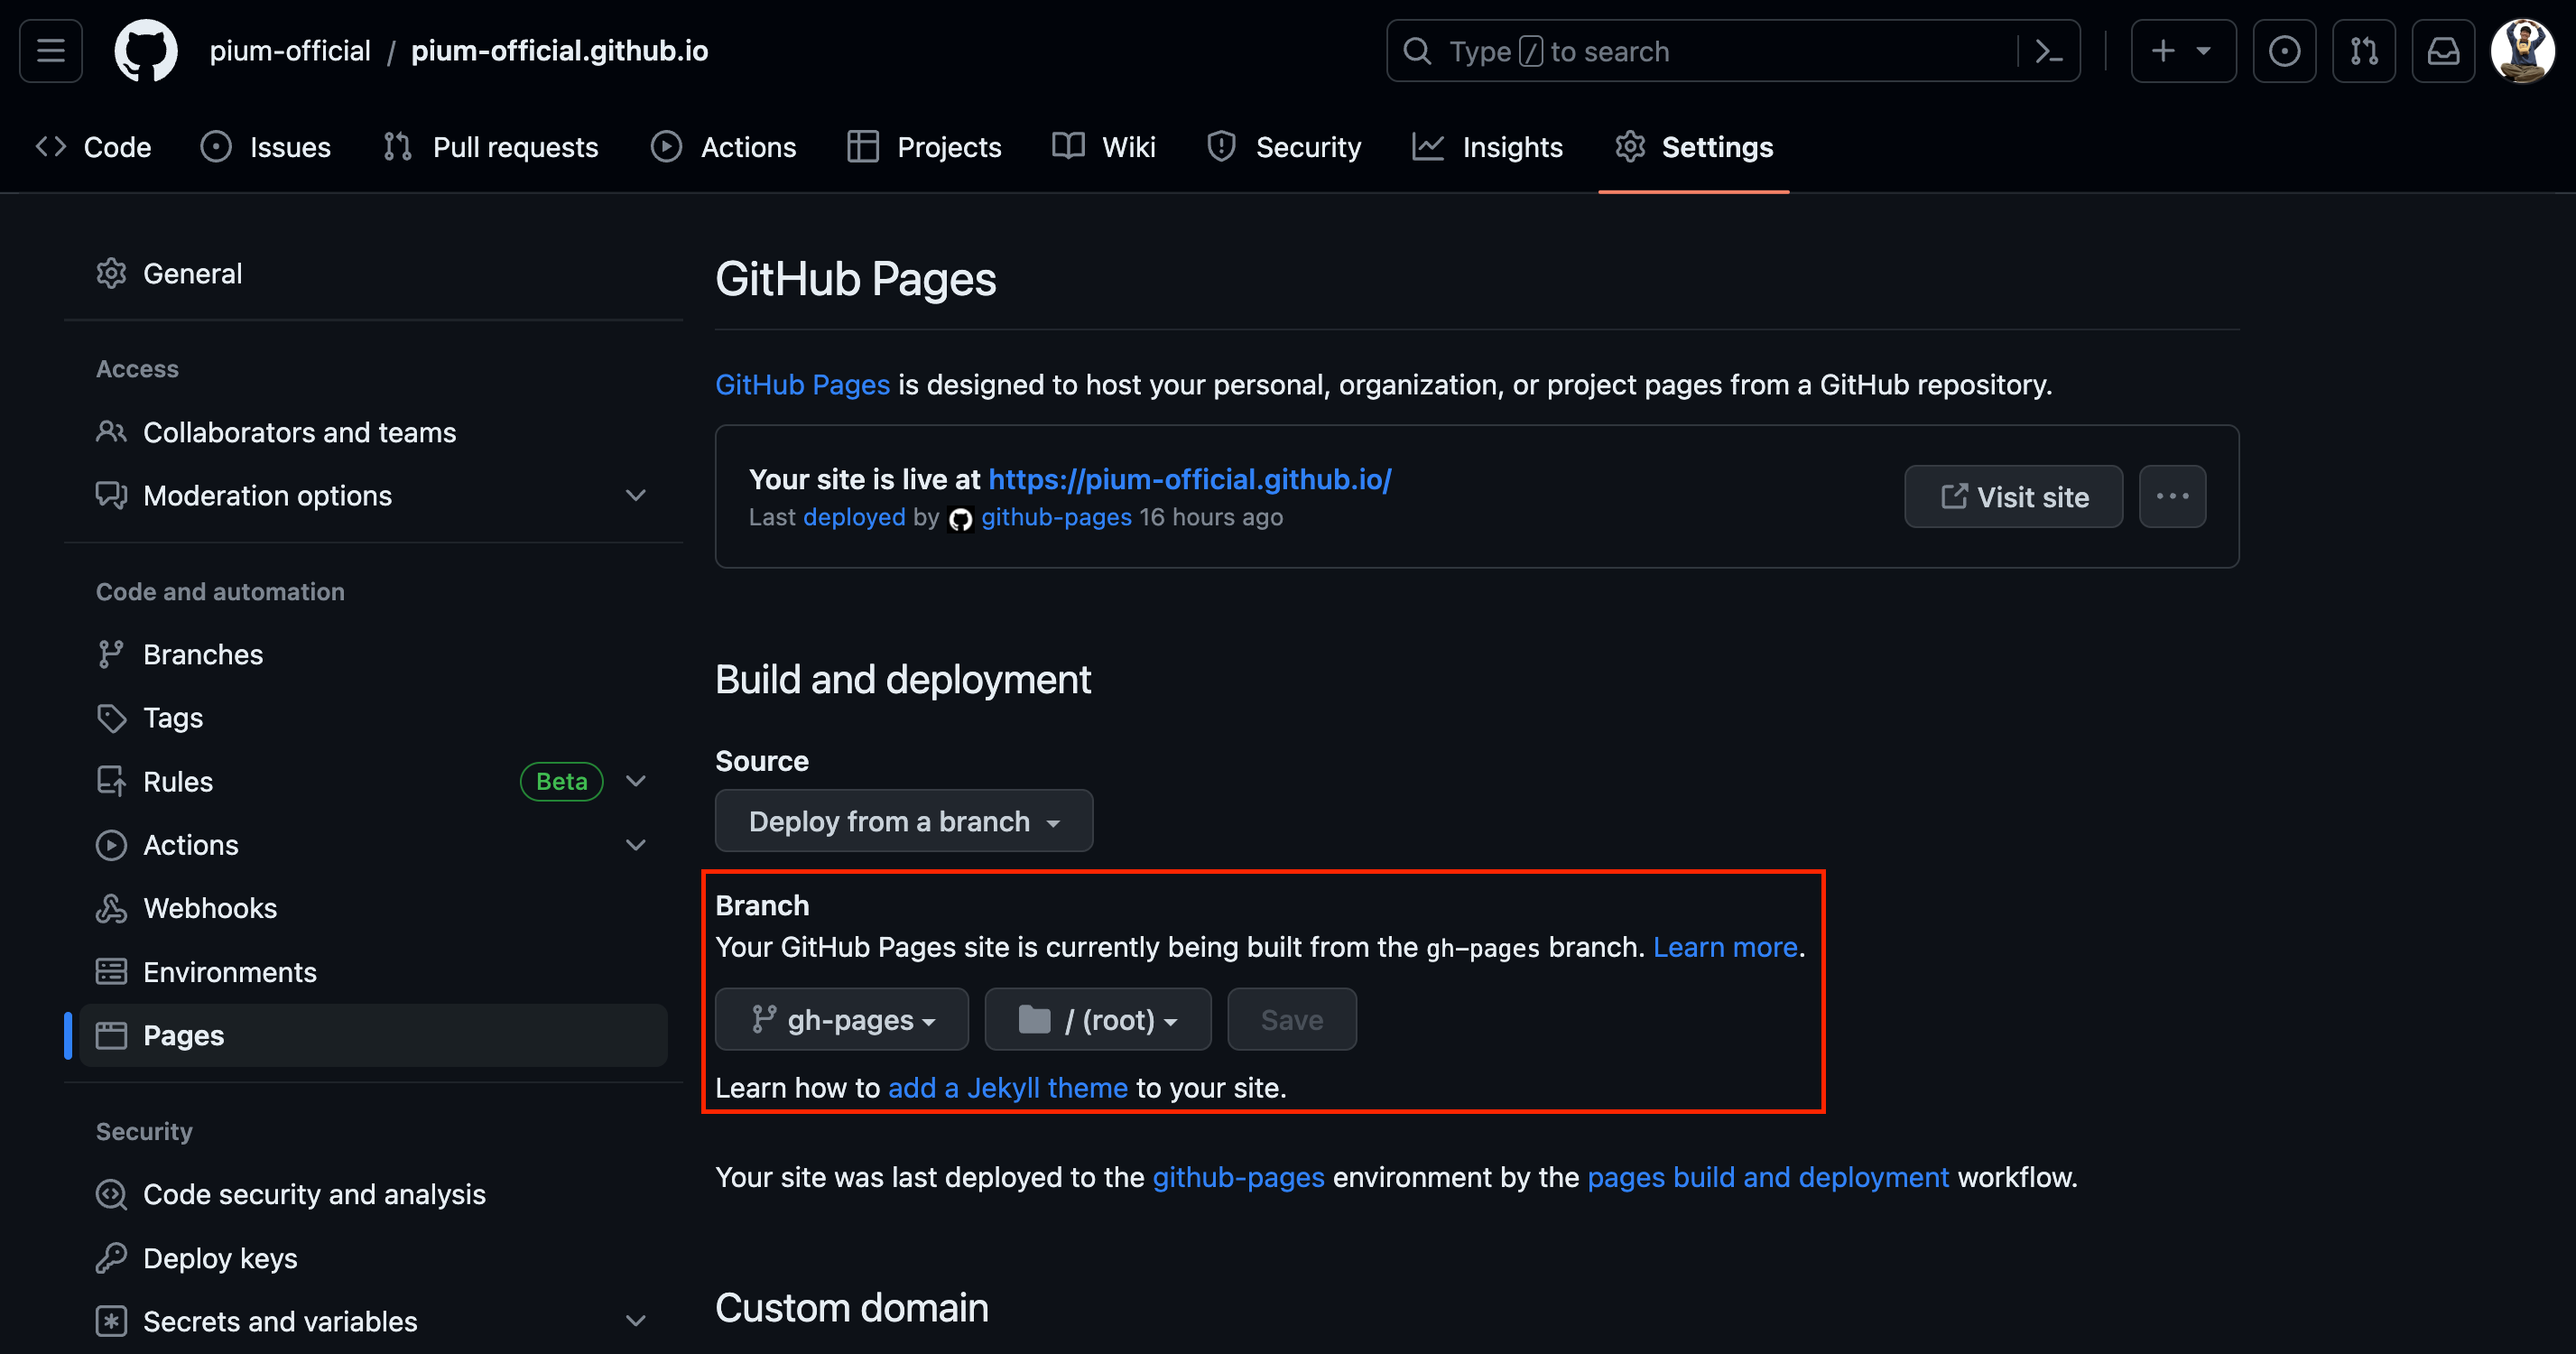 pium-official / pium-official.github.io
Type / to search
Code Issues Pull requests Actions Projects Wiki Security Insights Settings
General
Access
Collaborators and teams
Moderation options
Code and automation
Branches
Tags
Rules Beta
Actions
Webhooks
Environments
Pages
Security
Code security and analysis
Deploy keys
Secrets and variables
GitHub Pages
GitHub Pages is designed to host your personal, organization, or project pages from a GitHub repository.
Your site is live at https://pium-official.github.io/
Last deployed by github-pages 16 hours ago
Visit site
Build and deployment
Source
Deploy from a branch
Branch
Your GitHub Pages site is currently being built from the gh-pages branch. Learn more.
gh-pages / (root) Save
Learn how to add a Jekyll theme to your site.
Your site was last deployed to the github-pages environment by the pages build and deployment workflow.
Custom domain